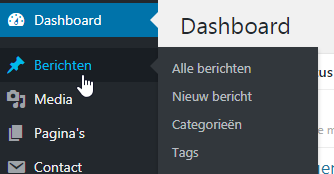 Dashboard
Dashboard
Berichten
Alle berichten
Media
Nieuw bericht
Pagina's
Categorieën
Contact
Tags